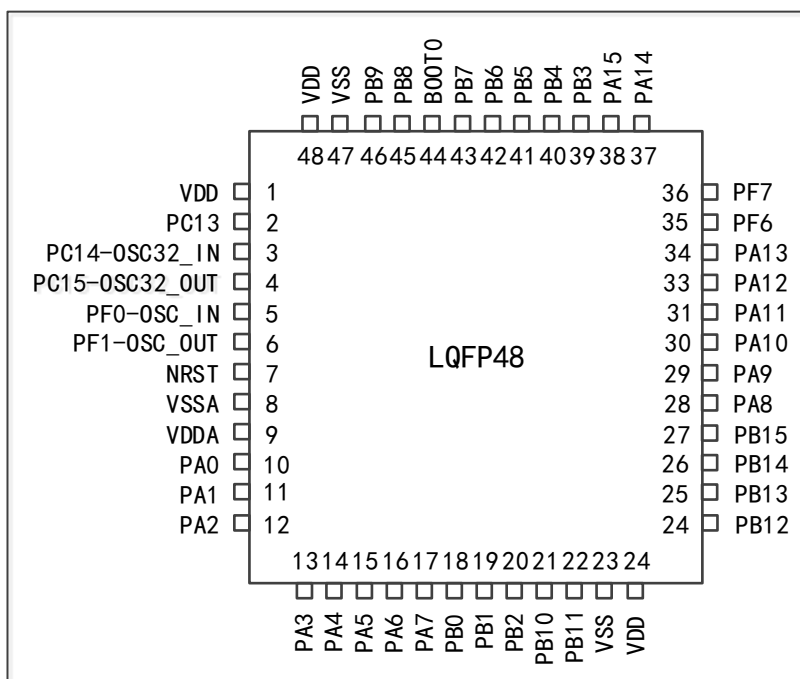 VDD VSS PB9 PB8 BOOT0 PB7 PB6 PB5 PB4 PB3 PA15 PA14
48 47 46 45 44 43 42 41 40 39 38 37
VDD 1 36 PF7
PC13 2 35 PF6
PC14-OSC32_IN 3 34 PA13
PC15-OSC32_OUT 4 33 PA12
PF0-OSC_IN 5 31 PA11
PF1-OSC_OUT 6 30 PA10
LQFP48
NRST 7 29 PA9
VSSA 8 28 PA8
VDDA 9 27 PB15
PA0 10 26 PB14
PA1 11 25 PB13
PA2 12 24 PB12
13 14 15 16 17 18 19 20 21 22 23 24
PA3 PA4 PA5 PA6 PA7 PB0 PB1 PB2 PB10 PB11 VSS VDD